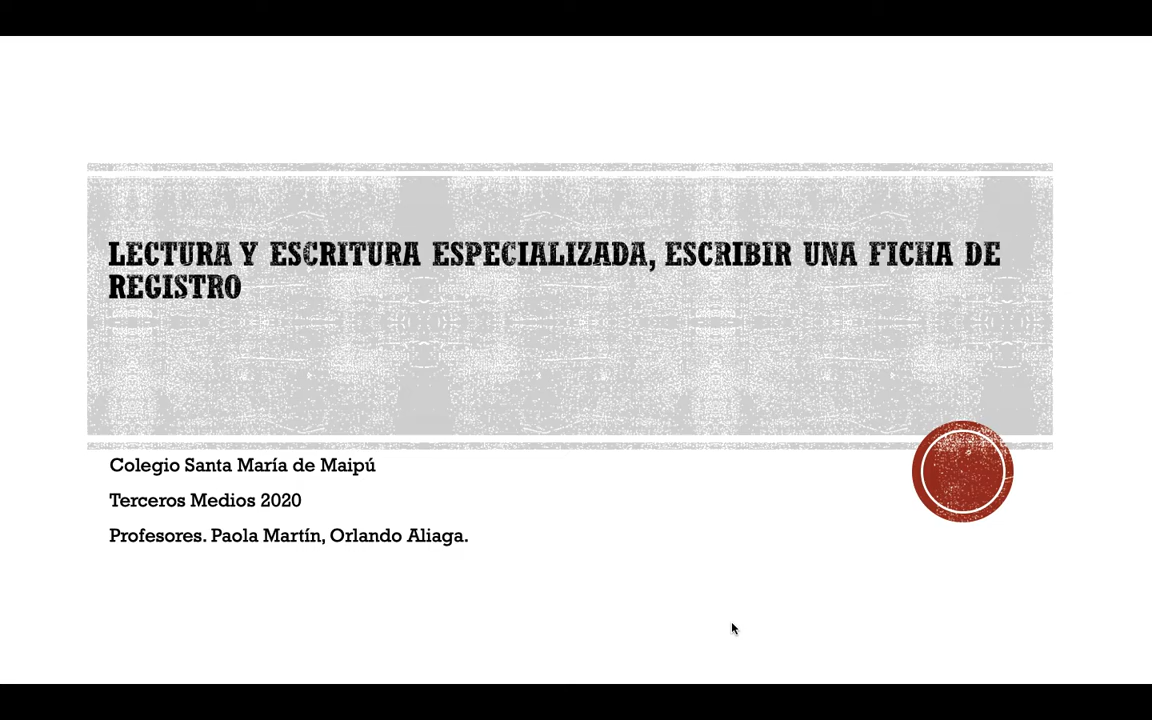 LECTURA Y ESCRITURA ESPECIALIZADA, ESCRIBIR UNA FICHA DE
REGISTRO
Colegio Santa María de Maipú
Terceros Medios 2020
Profesores. Paola Martín, Orlando Aliaga.